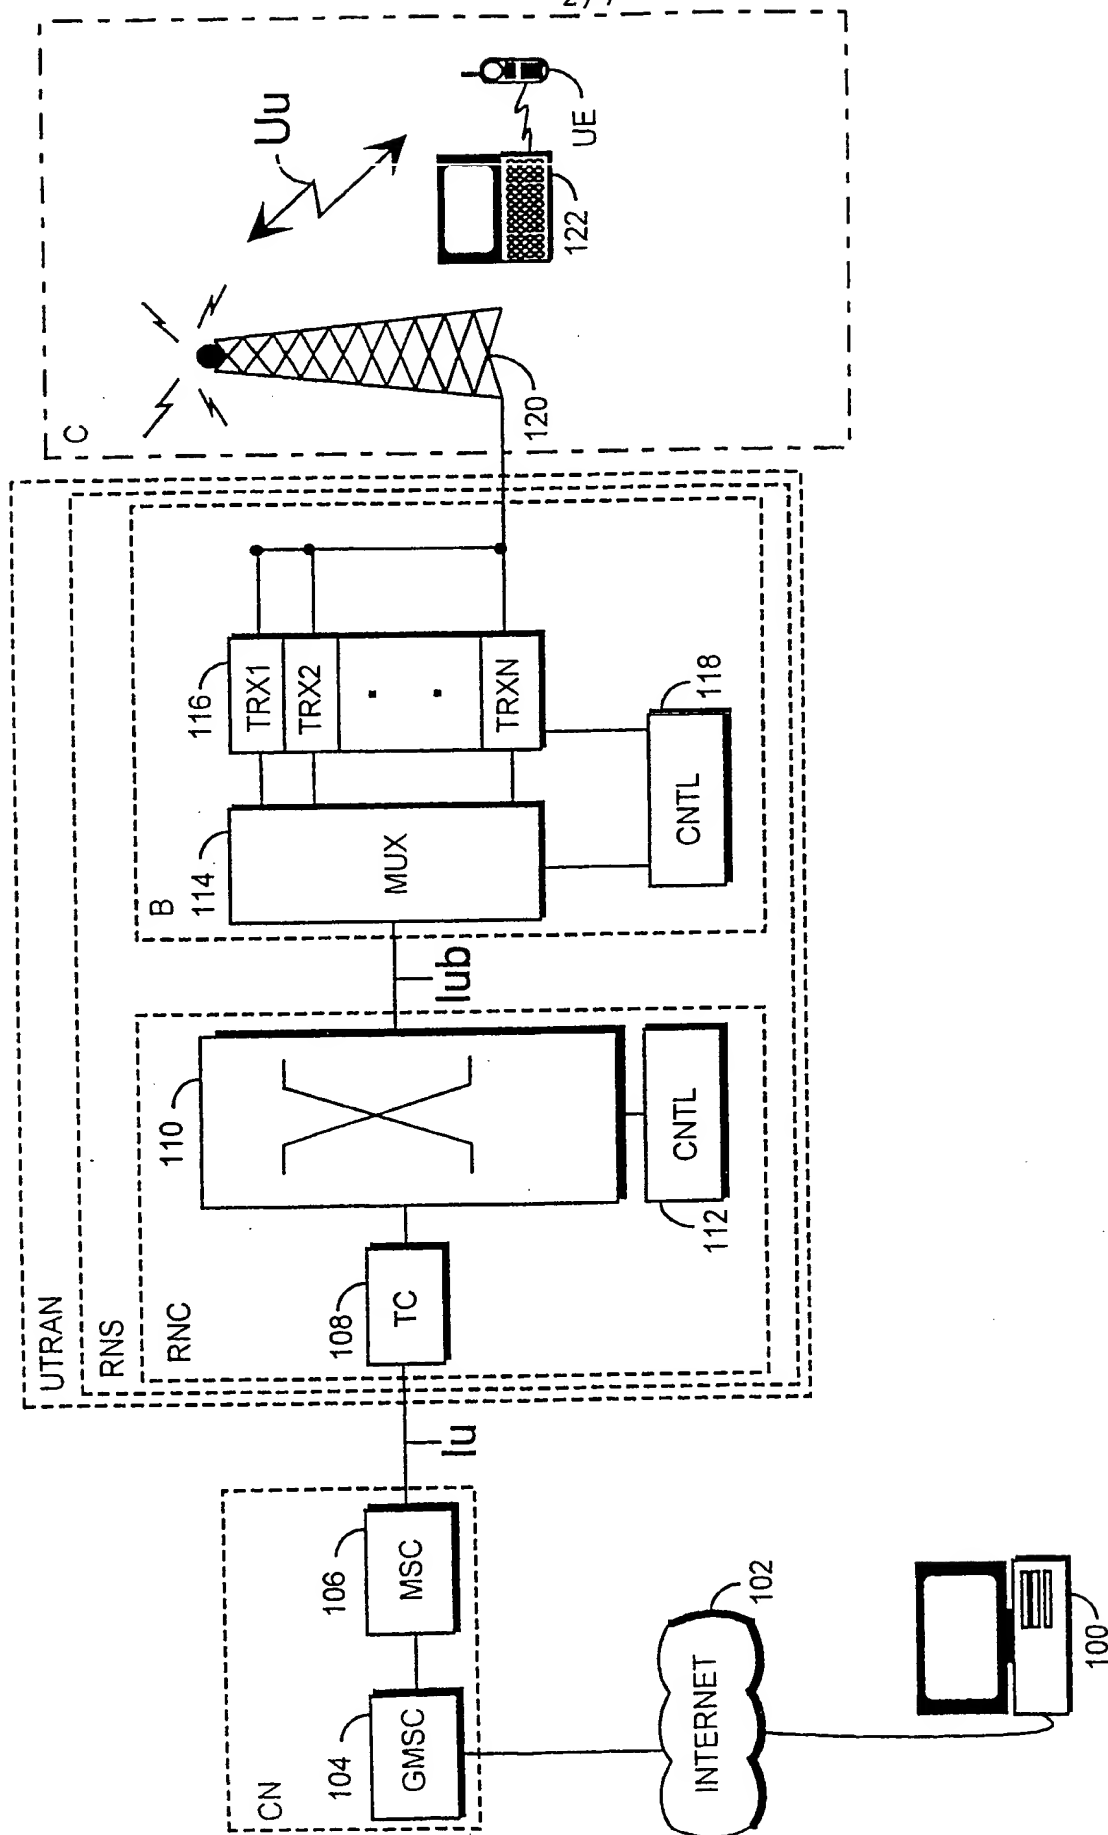 2/7
UTRAN
RNS
RNC
CN
GMSC
104
MSC
106
Iu
INTERNET
102
100
TC
108
110
CNTL
112
Iub
B
MUX
114
TRX1
TRX2
TRXN
116
CNTL
118
C
120
Uu
122
UE